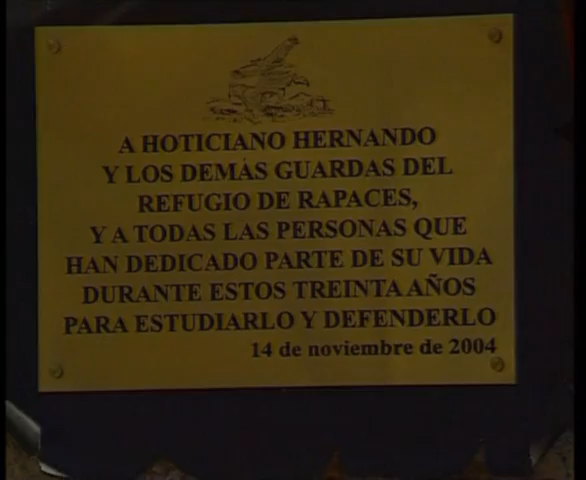 A HOTICIANO HERNANDO
Y LOS DEMÁS GUARDAS DEL
REFUGIO DE RAPACES,
Y A TODAS LAS PERSONAS QUE
HAN DEDICADO PARTE DE SU VIDA
DURANTE ESTOS TREINTA AÑOS
PARA ESTUDIARLO Y DEFENDERLO
14 de noviembre de 2004